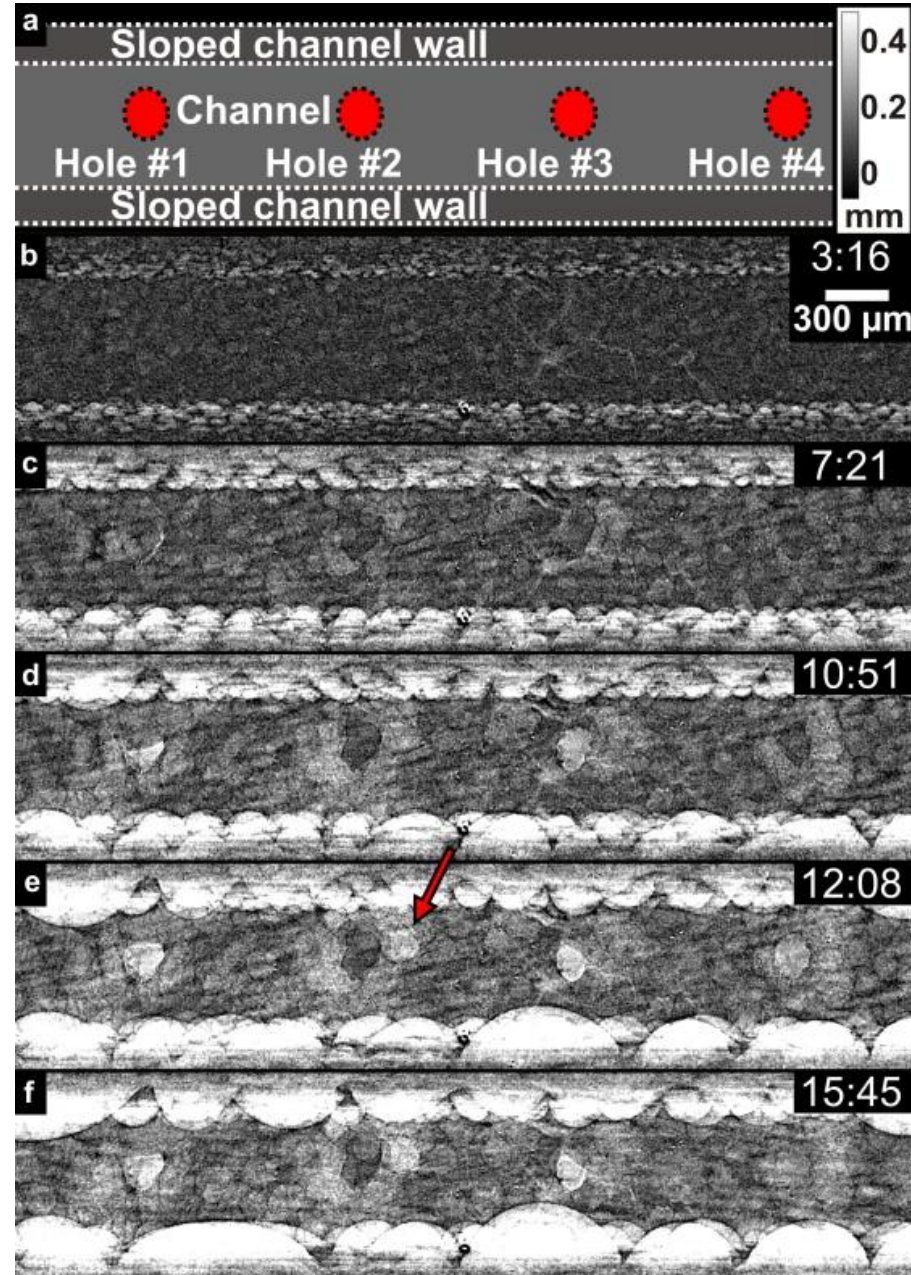 a
Sloped channel wall
Channel
Hole #1 Hole #2 Hole #3 Hole #4
Sloped channel wall
0.4
0.2
0
mm
b
3:16
300 µm
c
7:21
d
10:51
e
12:08
f
15:45